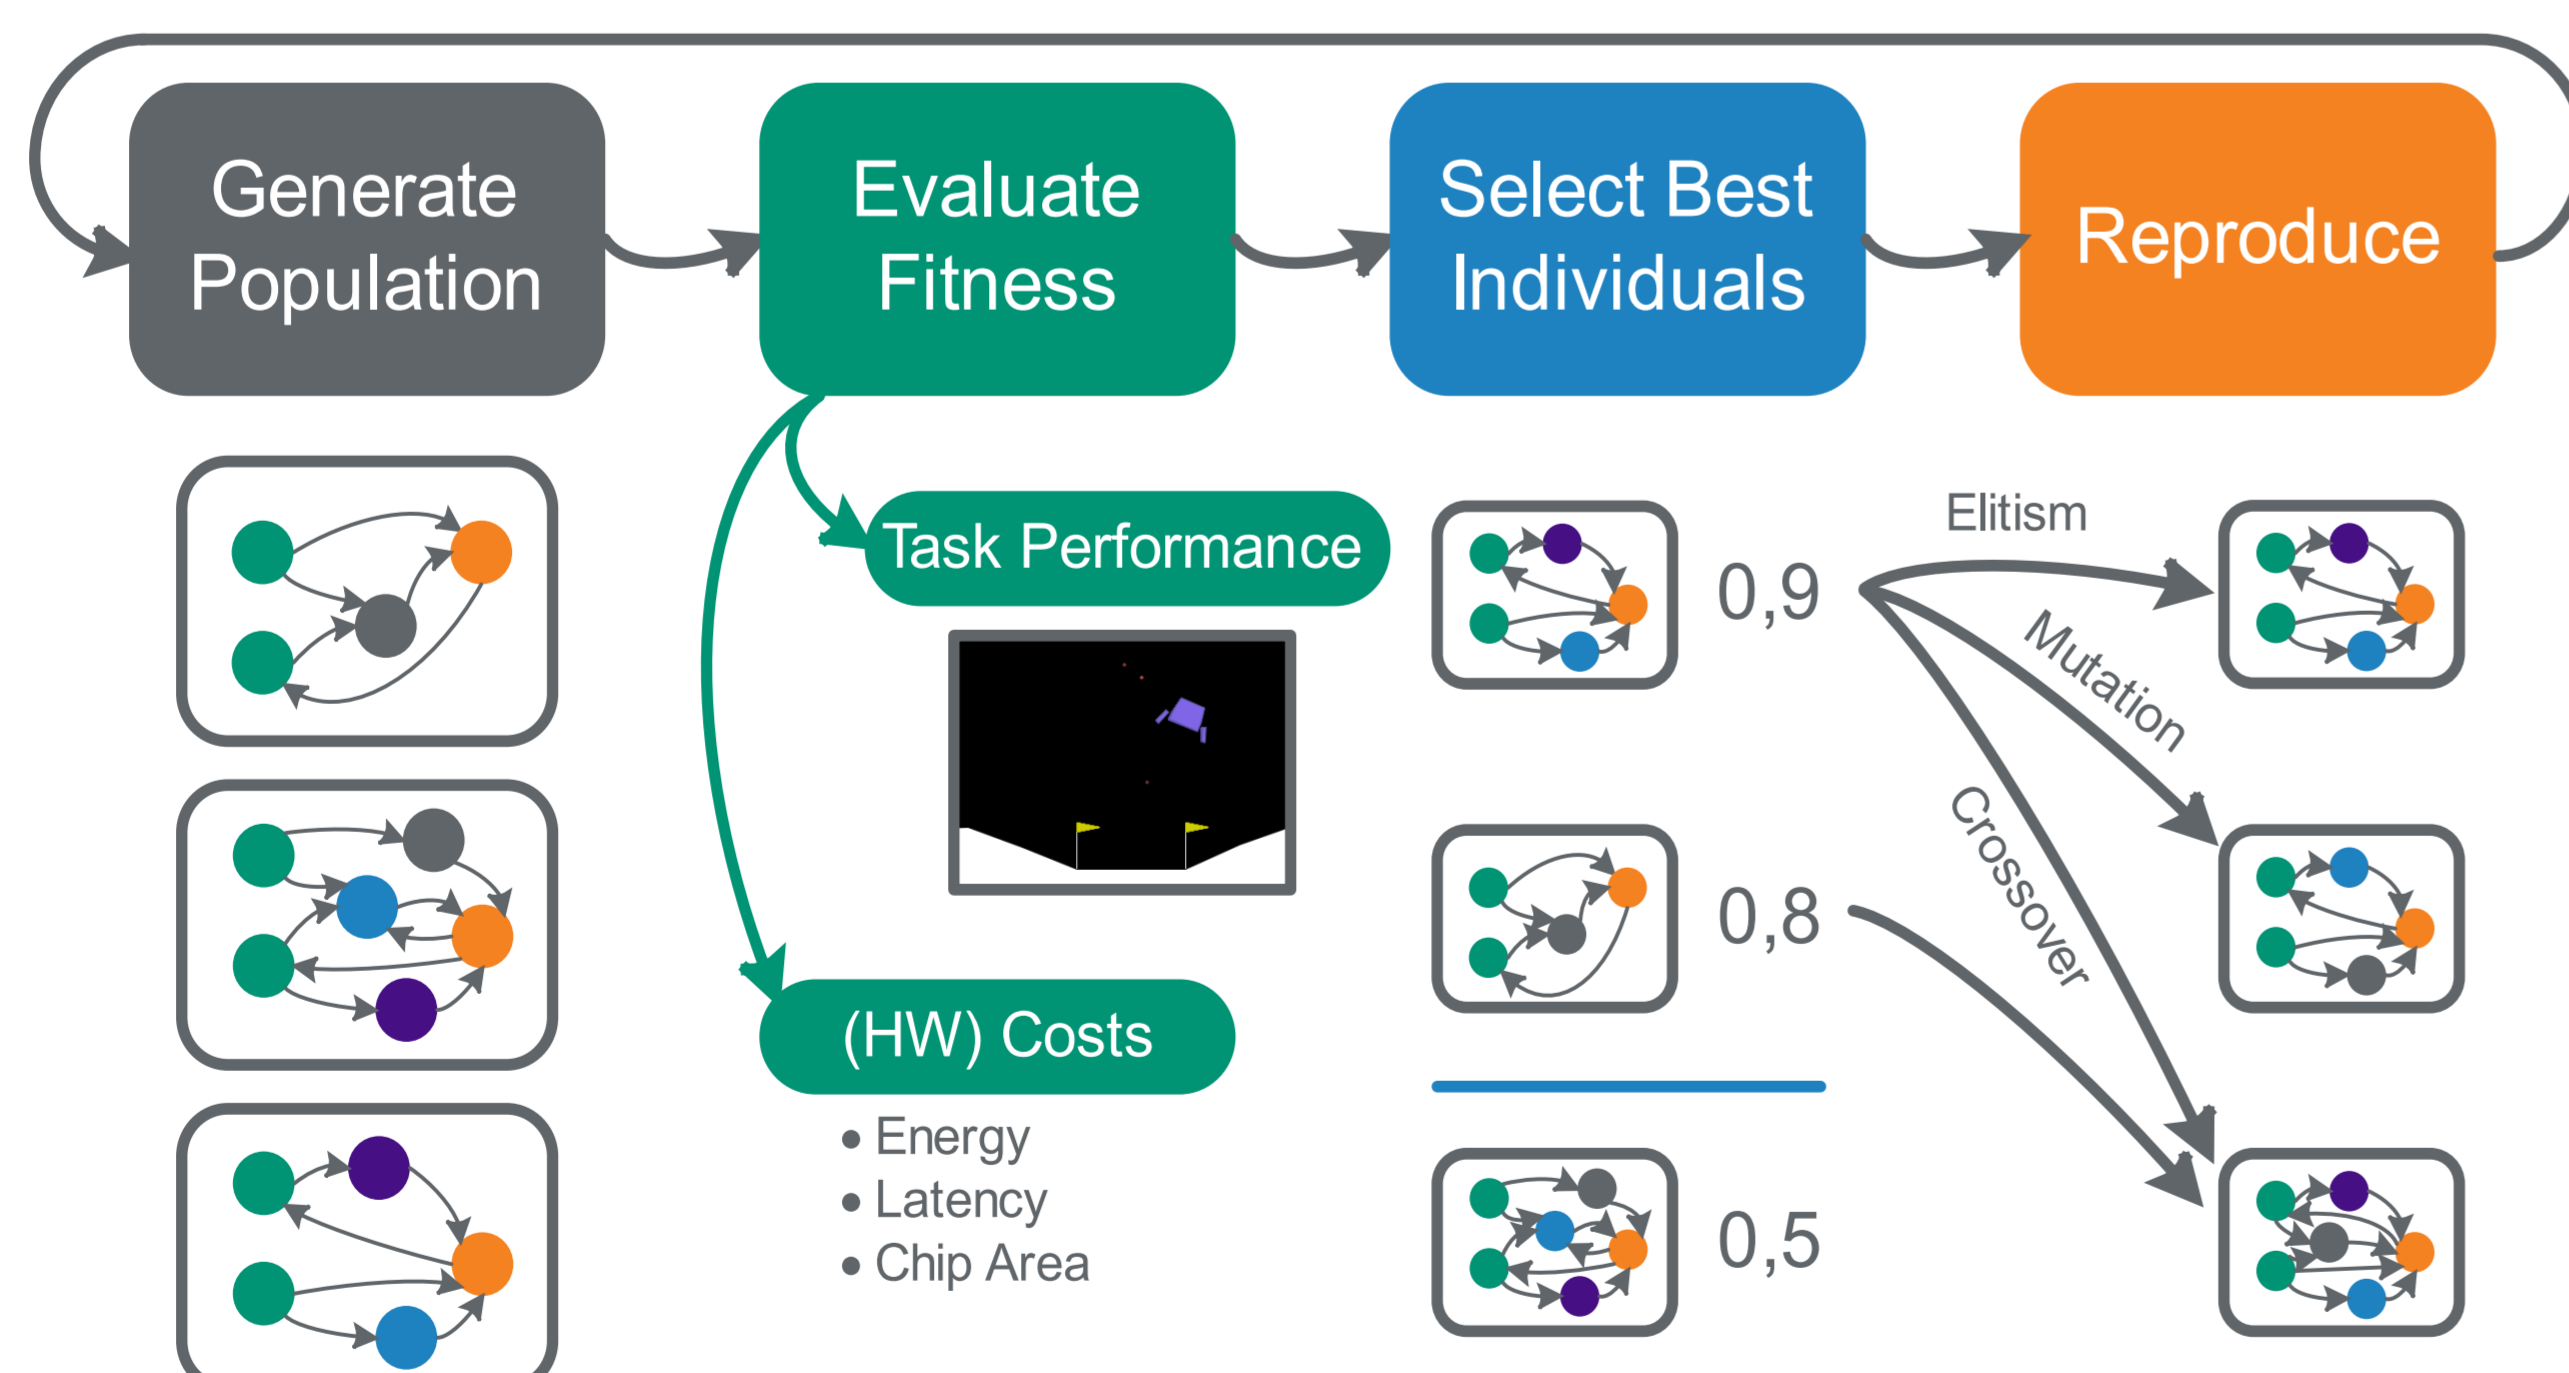 Generate
Population
Evaluate
Fitness
Select Best
Individuals
Reproduce
Task Performance
(HW) Costs
• Energy
• Latency
• Chip Area
0,9
0,8
0,5
Elitism
Mutation
Crossover